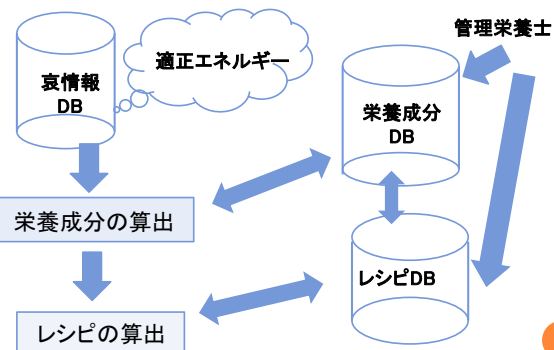 管理栄養士
適正エネルギー
哀情報
DB
栄養成分
DB
栄養成分の算出
レシピDB
レシピの算出